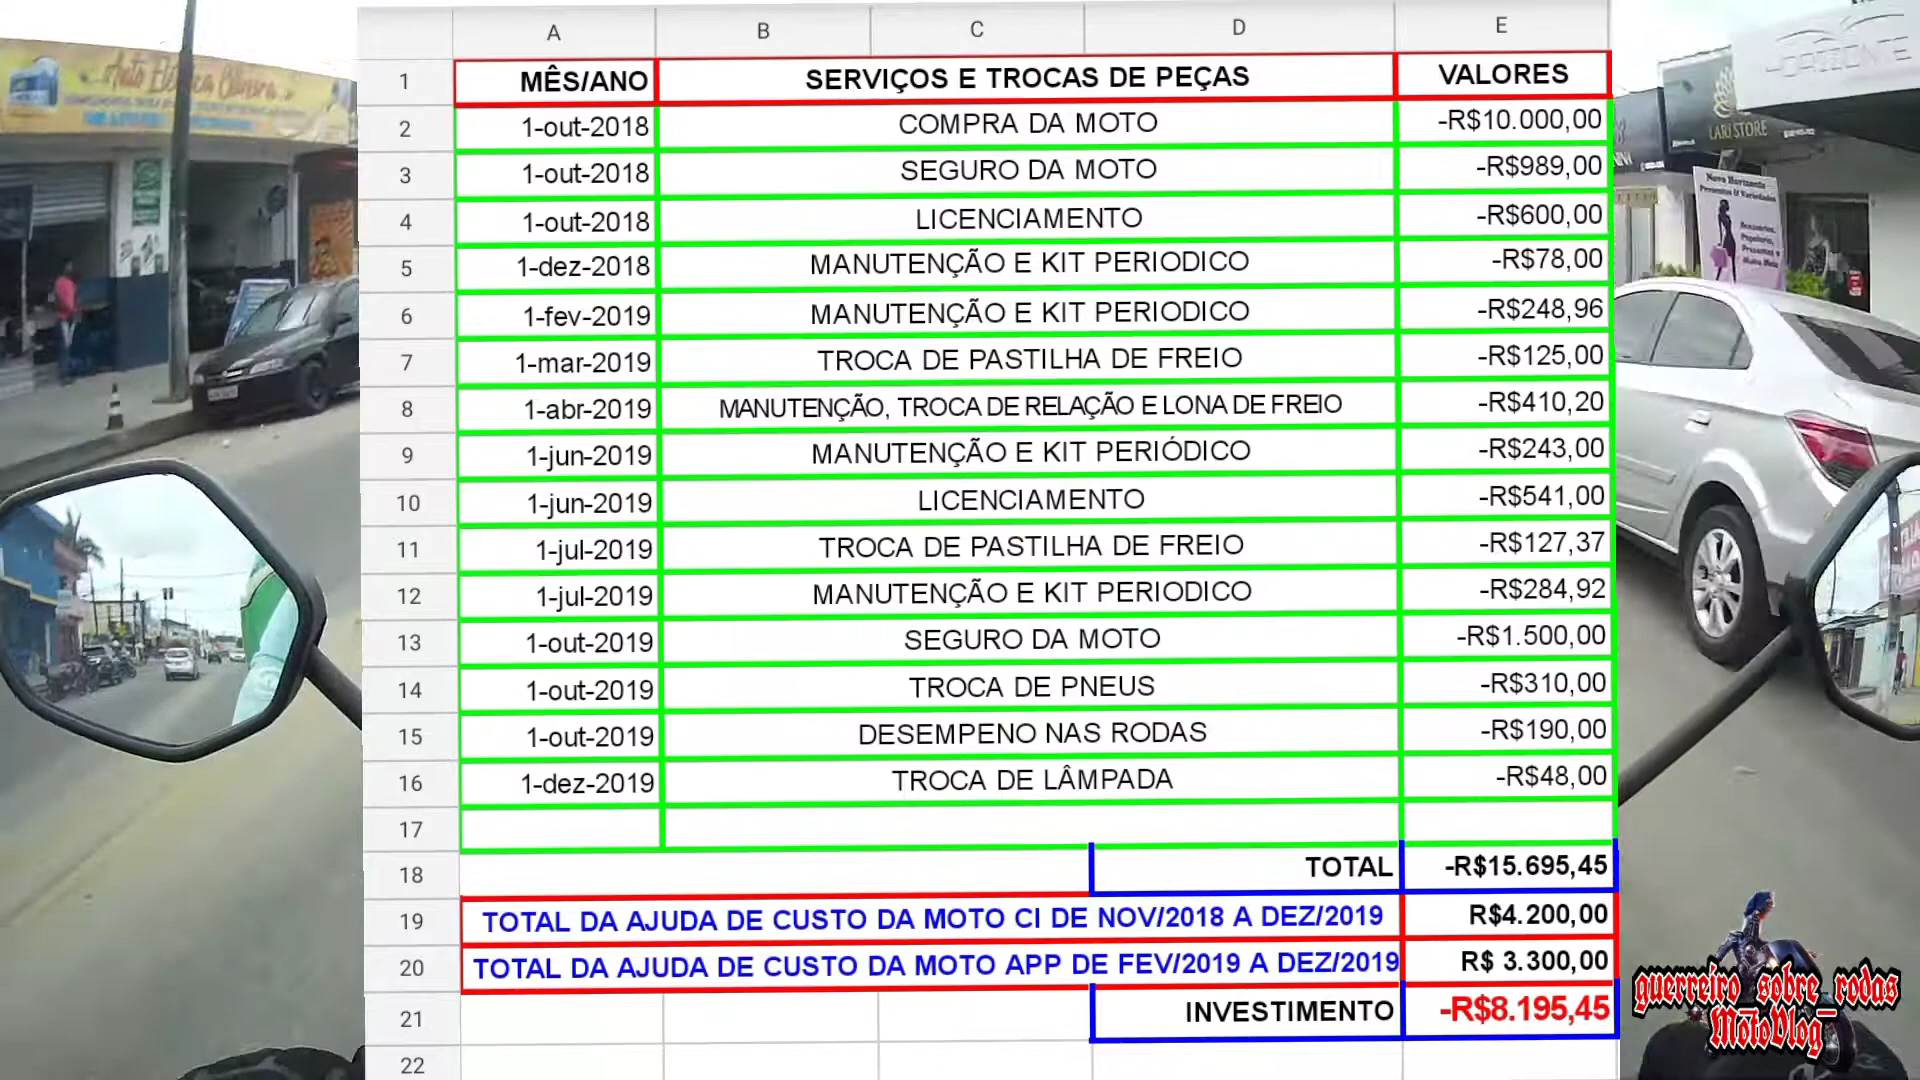 A B C D E
1 MÊS/ANO SERVIÇOS E TROCAS DE PEÇAS VALORES
2 1-out-2018 COMPRA DA MOTO -R$10.000,00
3 1-out-2018 SEGURO DA MOTO -R$989,00
4 1-out-2018 LICENCIAMENTO -R$600,00
5 1-dez-2018 MANUTENÇÃO E KIT PERIODICO -R$78,00
6 1-fev-2019 MANUTENÇÃO E KIT PERIODICO -R$248,96
7 1-mar-2019 TROCA DE PASTILHA DE FREIO -R$125,00
8 1-abr-2019 MANUTENÇÃO, TROCA DE RELAÇÃO E LONA DE FREIO -R$410,20
9 1-jun-2019 MANUTENÇÃO E KIT PERIÓDICO -R$243,00
10 1-jun-2019 LICENCIAMENTO -R$541,00
11 1-jul-2019 TROCA DE PASTILHA DE FREIO -R$127,37
12 1-jul-2019 MANUTENÇÃO E KIT PERIODICO -R$284,92
13 1-out-2019 SEGURO DA MOTO -R$1.500,00
14 1-out-2019 TROCA DE PNEUS -R$310,00
15 1-out-2019 DESEMPENO NAS RODAS -R$190,00
16 1-dez-2019 TROCA DE LÂMPADA -R$48,00
17
18 TOTAL -R$15.695,45
19 TOTAL DA AJUDA DE CUSTO DA MOTO CI DE NOV/2018 A DEZ/2019 R$4.200,00
20 TOTAL DA AJUDA DE CUSTO DA MOTO APP DE FEV/2019 A DEZ/2019 R$ 3.300,00
21 INVESTIMENTO -R$8.195,45
22
HORIZONTE
LARI STORE
Novo Horizonte
Presentes & Variedades
guerreiro_sobre_rodas
MotoVlog